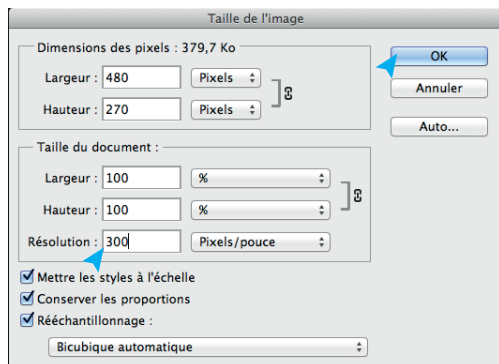 Taille de l'image
Dimensions des pixels : 379,7 Ko
Largeur : 480 Pixels
Hauteur : 270 Pixels
OK
Annuler
Auto...
Taille du document :
Largeur : 100 %
Hauteur : 100 %
Résolution : 300 Pixels/pouce
Mettre les styles à l'échelle
Conserver les proportions
Rééchantillonnage :
Bicubique automatique